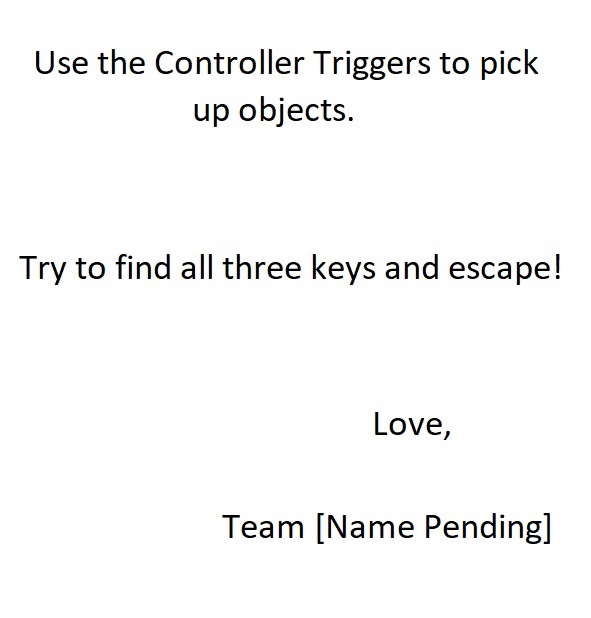 Use the Controller Triggers to pick
up objects.
Try to find all three keys and escape!
Love,
Team [Name Pending]